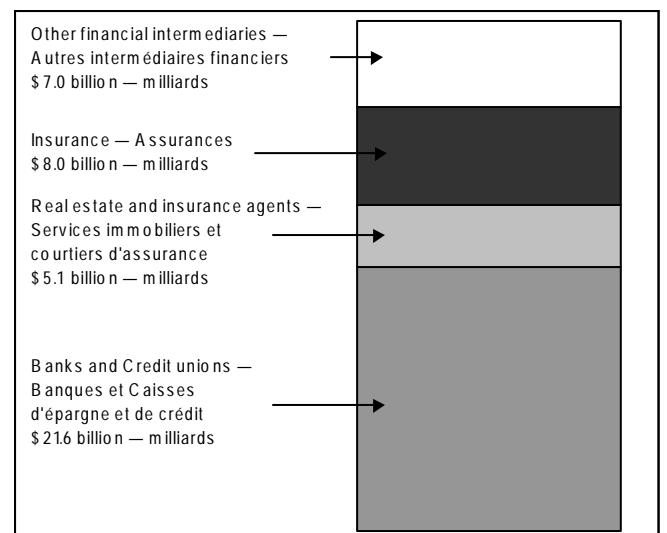 Other financial intermediaries —
Autres intermédiaires financiers
$7.0 billion — milliards
Insurance — Assurances
$8.0 billion — milliards
Real estate and insurance agents —
Services immobiliers et
courtiers d'assurance
$5.1 billion — milliards
Banks and Credit unions —
Banques et Caisses
d'épargne et de crédit
$21.6 billion — milliards